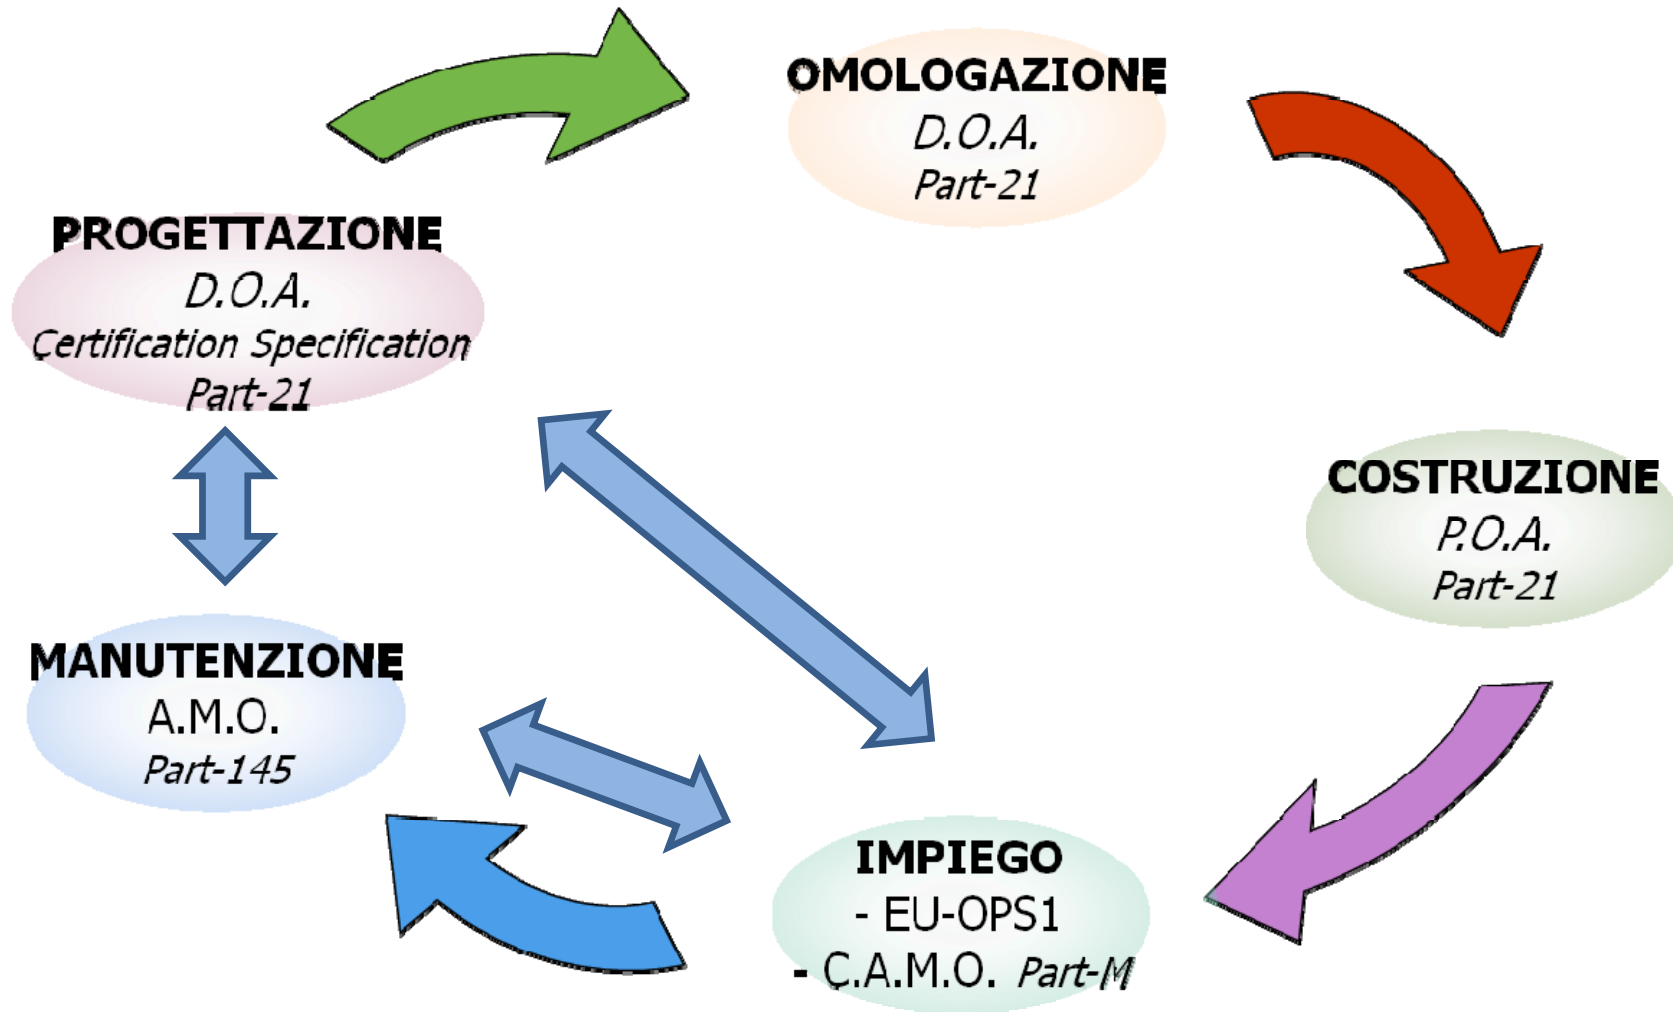 OMOLOGAZIONE
D.O.A.
Part-21
PROGETTAZIONE
D.O.A.
Certification Specification
Part-21
COSTRUZIONE
P.O.A.
Part-21
MANUTENZIONE
A.M.O.
Part-145
IMPIEGO
- EU-OPS1
- C.A.M.O. Part-M